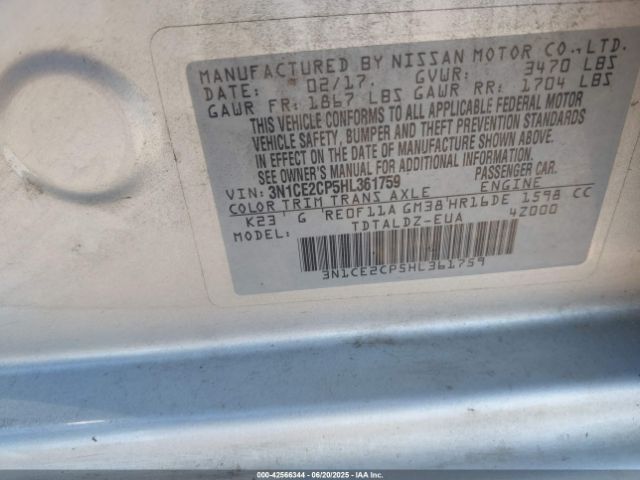 MANUFACTURED BY NISSAN MOTOR CO.,LTD.
DATE: 02/17 GVWR: 3470 LBS
GAWR FR: 1867 LBS GAWR RR: 1704 LBS
THIS VEHICLE CONFORMS TO ALL APPLICABLE FEDERAL MOTOR
VEHICLE SAFETY, BUMPER AND THEFT PREVENTION STANDARDS
IN EFFECT ON THE DATE OF MANUFACTURE SHOWN ABOVE.
SEE OWNER'S MANUAL FOR ADDITIONAL INFORMATION.
VIN: 3N1CE2CP5HL361759 PASSENGER CAR.
COLOR TRIM TRANS AXLE ENGINE
K23 G RE0F11A GM38 HR16DE 1598 CC
MODEL: TDTALDZ-EUA 4Z000
3N1CE2CP5HL361759
000-42566344 | 06/20/2025 - Copyright © IAA, LLC.